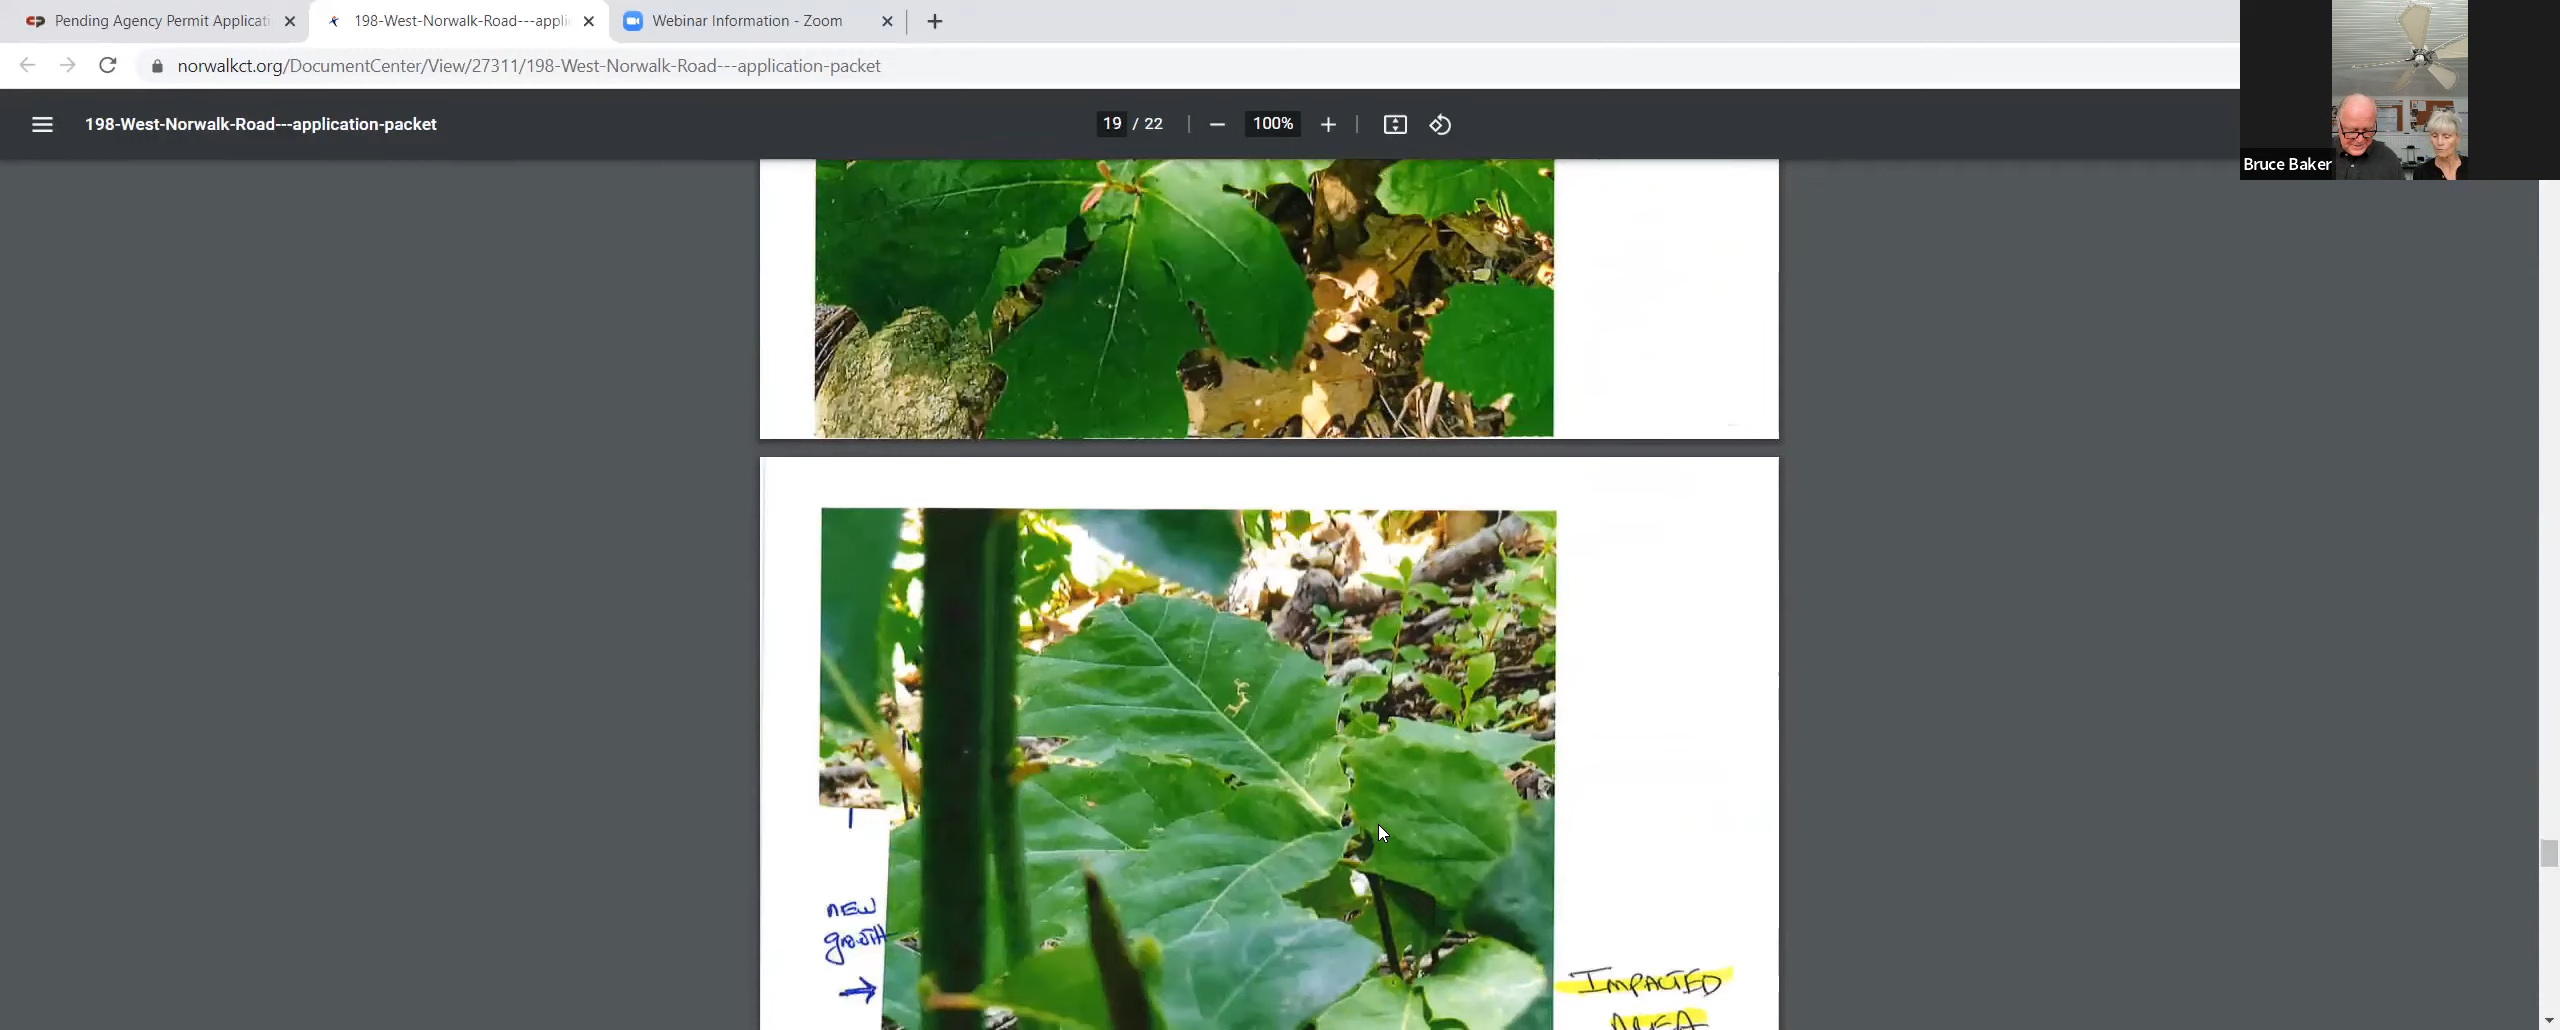 Pending Agency Permit Applicati
198-West-Norwalk-Road---appli
Webinar Information - Zoom
norwalkct.org/DocumentCenter/View/27311/198-West-Norwalk-Road---application-packet
198-West-Norwalk-Road---application-packet
19 / 22
100%
Bruce Baker
new
growth
IMPACTED
AREA